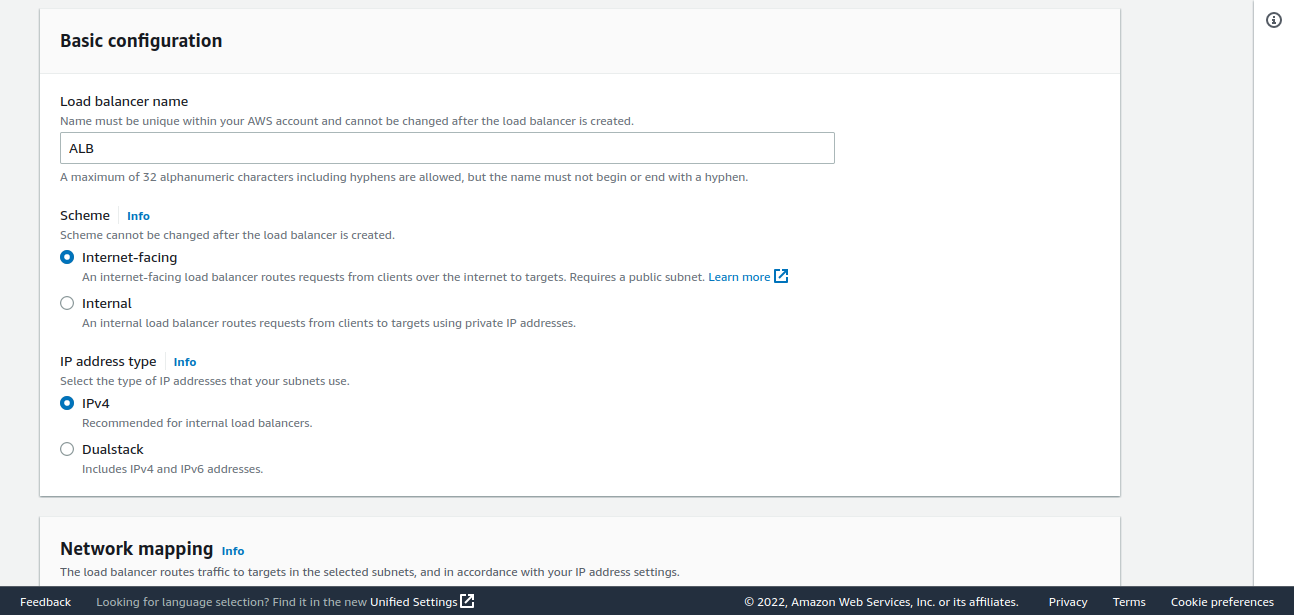 Basic configuration
Load balancer name
Name must be unique within your AWS account and cannot be changed after the load balancer is created.
ALB
A maximum of 32 alphanumeric characters including hyphens are allowed, but the name must not begin or end with a hyphen.
Scheme Info
Scheme cannot be changed after the load balancer is created.
Internet-facing
An internet-facing load balancer routes requests from clients over the internet to targets. Requires a public subnet. Learn more
Internal
An internal load balancer routes requests from clients to targets using private IP addresses.
IP address type Info
Select the type of IP addresses that your subnets use.
IPv4
Recommended for internal load balancers.
Dualstack
Includes IPv4 and IPv6 addresses.
Network mapping Info
The load balancer routes traffic to targets in the selected subnets, and in accordance with your IP address settings.
Feedback Looking for language selection? Find it in the new Unified Settings © 2022, Amazon Web Services, Inc. or its affiliates. Privacy Terms Cookie preferences